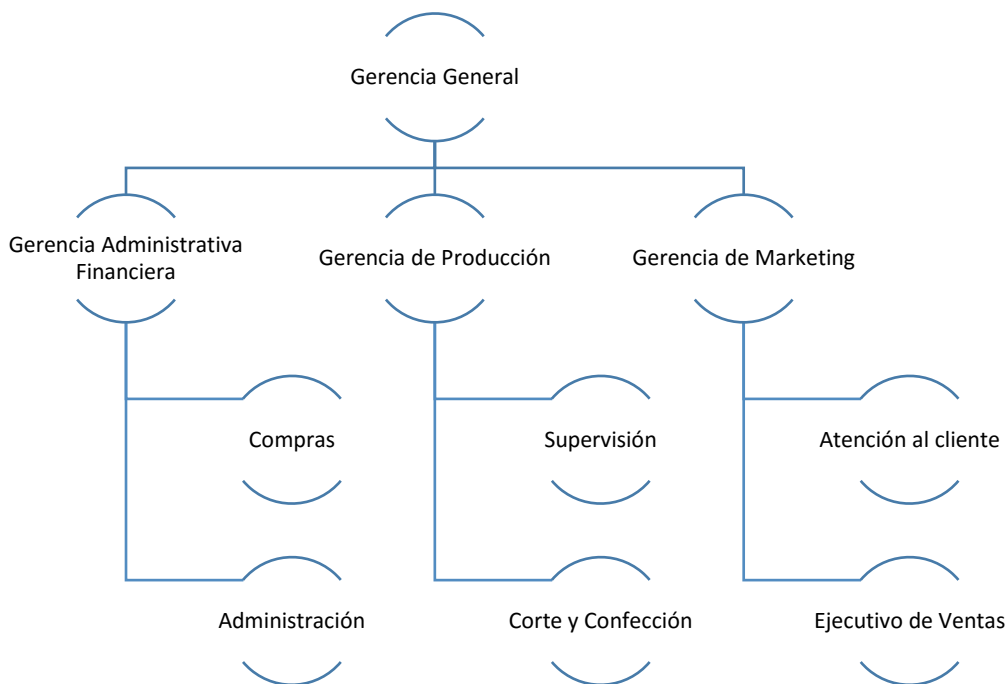 Gerencia General
Gerencia Administrativa
Financiera
Gerencia de Producción
Gerencia de Marketing
Compras
Supervisión
Atención al cliente
Administración
Corte y Confección
Ejecutivo de Ventas